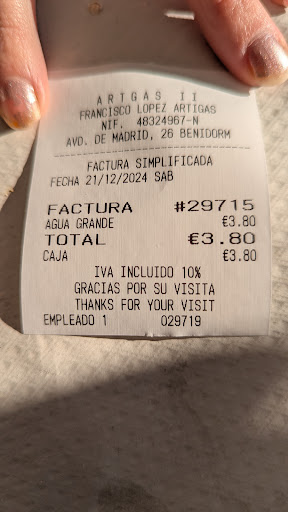 ARTGAS II
FRANCISCO LOPEZ ARTIGAS
NIF. 48324967-N
AVD. DE MADRID, 26 BENIDORM
FACTURA SIMPLIFICADA
FECHA 21/12/2024 SAB
FACTURA #29715
AGUA GRANDE €3.80
TOTAL €3.80
CAJA €3.80
IVA INCLUIDO 10%
GRACIAS POR SU VISITA
THANKS FOR YOUR VISIT
EMPLEADO 1 029719